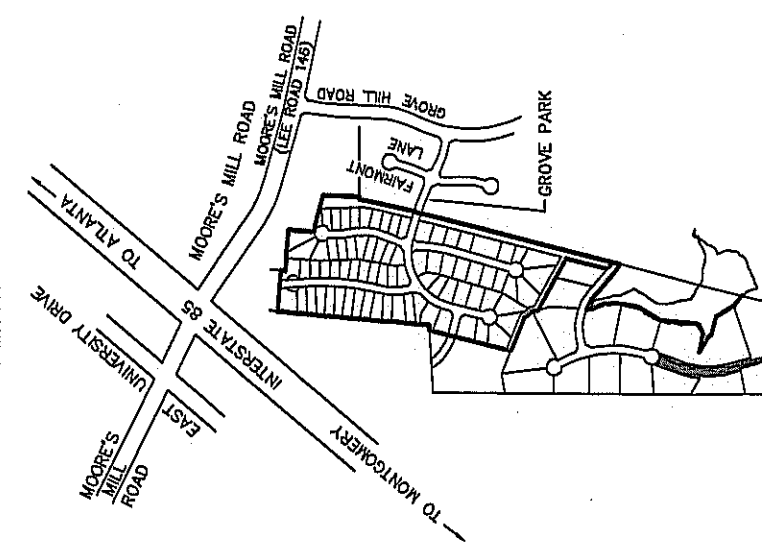 MOORE'S MILL ROAD
(LEE ROAD 146)
MOORE'S MILL ROAD
GROVE
HILL ROAD
TO ATLANTA
FAIRMONT
LANE
GROVE PARK
UNIVERSITY DRIVE
EAST
INTERSTATE 85
MOORE'S
MILL
ROAD
TO MONTGOMERY